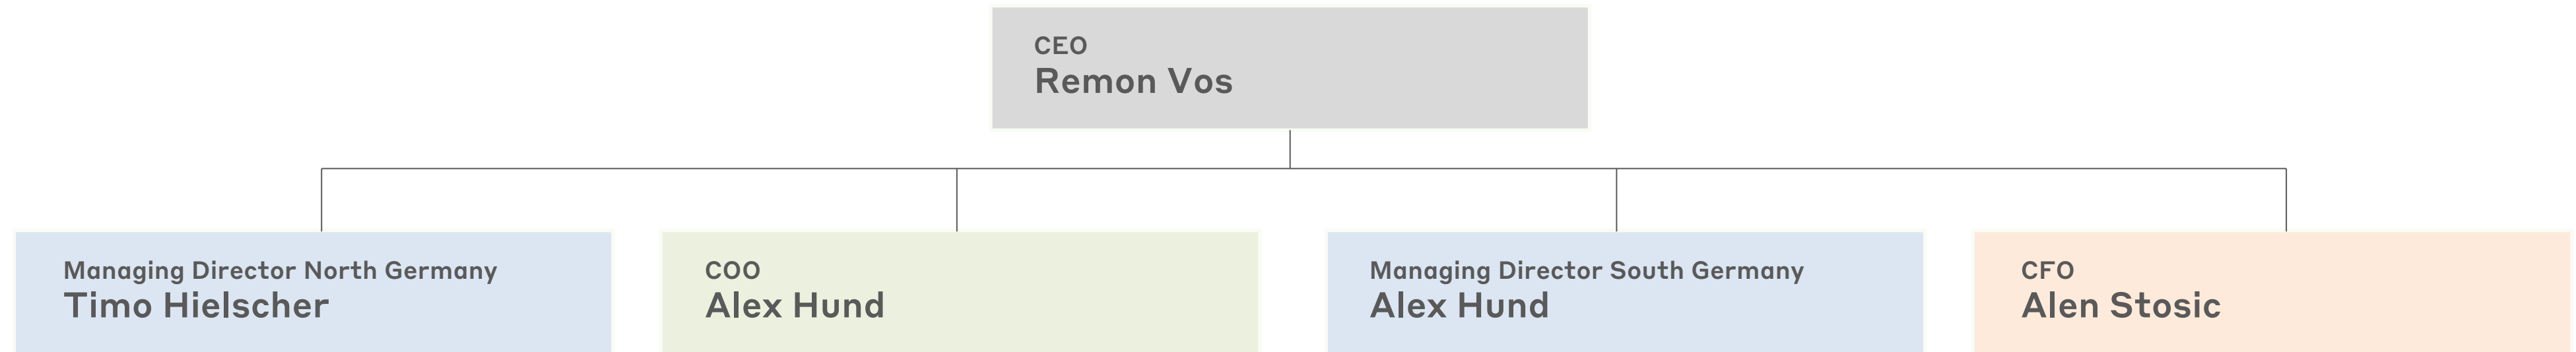 CEO
Remon Vos
Managing Director North Germany
Timo Hielscher
COO
Alex Hund
Managing Director South Germany
Alex Hund
CFO
Alen Stosic